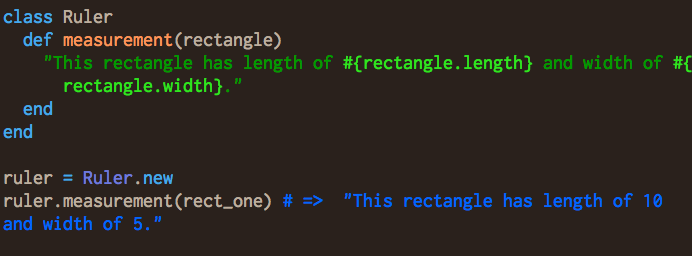 class Ruler
  def measurement(rectangle)
    "This rectangle has length of #{rectangle.length} and width of #{
      rectangle.width}."
  end
end

ruler = Ruler.new
ruler.measurement(rect_one) # =>  "This rectangle has length of 10
and width of 5."